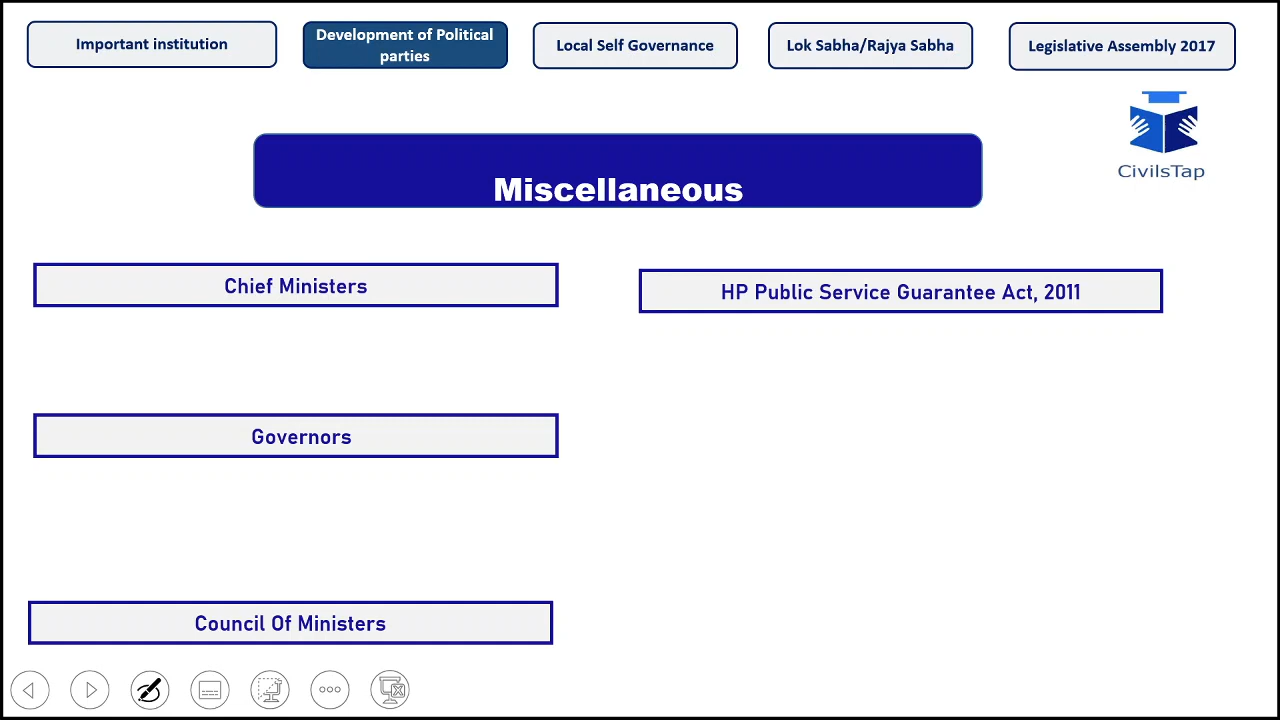 Important institution
Development of Political
parties
Local Self Governance
Lok Sabha/Rajya Sabha
Legislative Assembly 2017
CivilsTap
Miscellaneous
Chief Ministers
HP Public Service Guarantee Act, 2011
Governors
Council Of Ministers